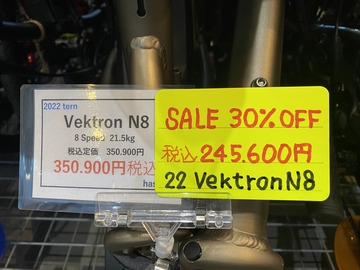 2022 tern
Vektron N8
8 Speed 21.5kg
税込定価 350.900円
350.900円税込
has
SALE 30%OFF
税込 245.600円
22 Vektron N8